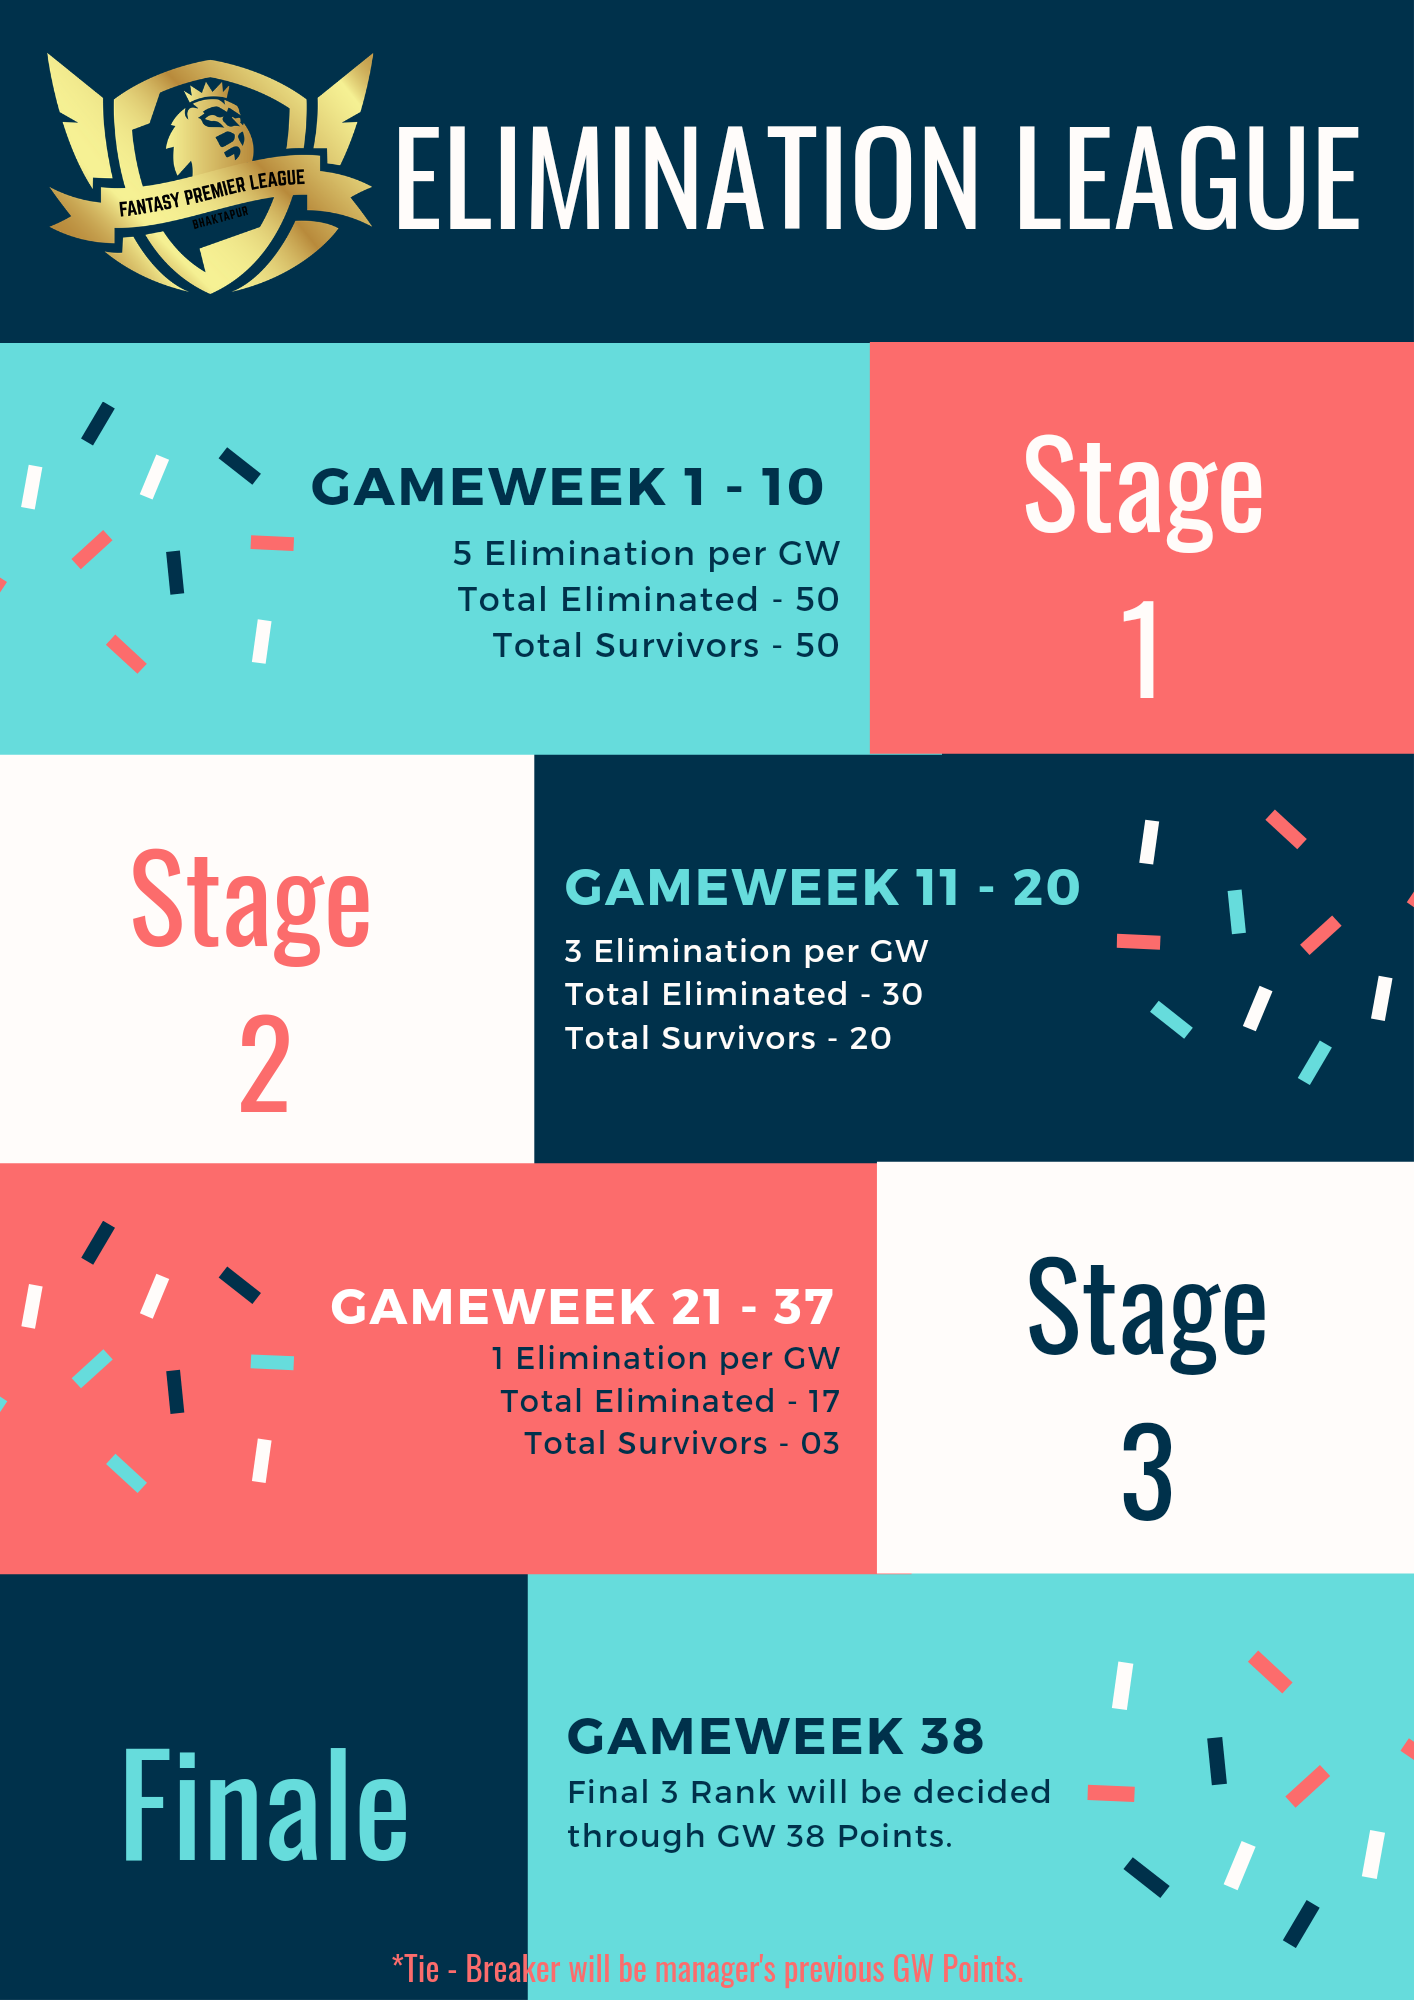 FANTASY PREMIER LEAGUE
BHAKTAPUR
ELIMINATION LEAGUE
GAMEWEEK 1 - 10
5 Elimination per GW
Total Eliminated - 50
Total Survivors - 50
Stage
1
Stage
2
GAMEWEEK 11 - 20
3 Elimination per GW
Total Eliminated - 30
Total Survivors - 20
GAMEWEEK 21 - 37
1 Elimination per GW
Total Eliminated - 17
Total Survivors - 03
Stage
3
Finale
GAMEWEEK 38
Final 3 Rank will be decided
through GW 38 Points.
*Tie - Breaker will be manager's previous GW Points.